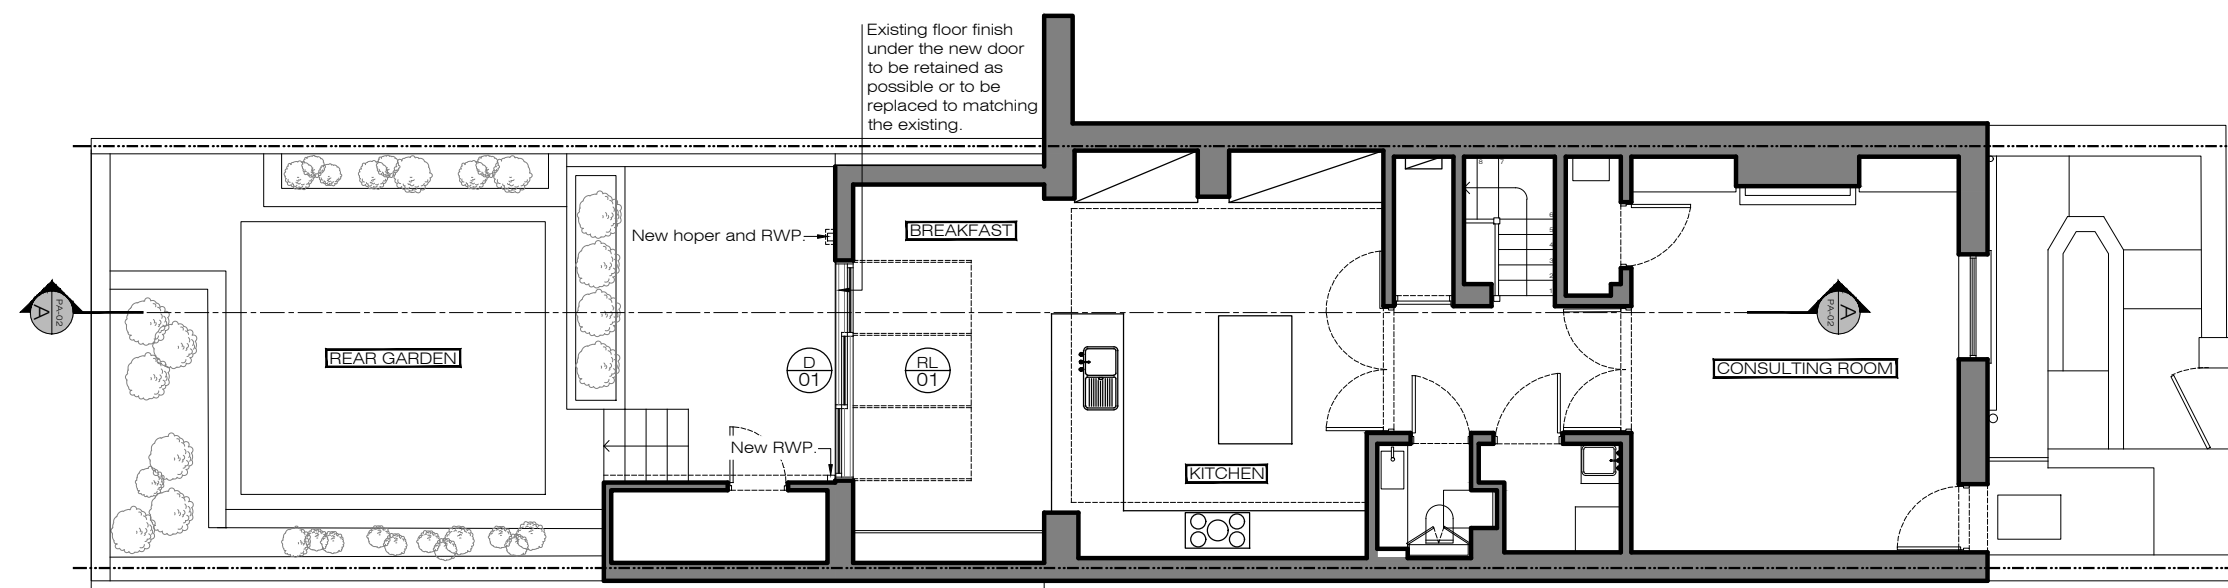 Existing floor finish
under the new door
to be retained as
possible or to be
replaced to matching
the existing.
BREAKFAST
New hoper and RWP.
PA-02
A
REAR GARDEN
D
01
RL
01
A
PA-02
CONSULTING ROOM
New RWP.
KITCHEN